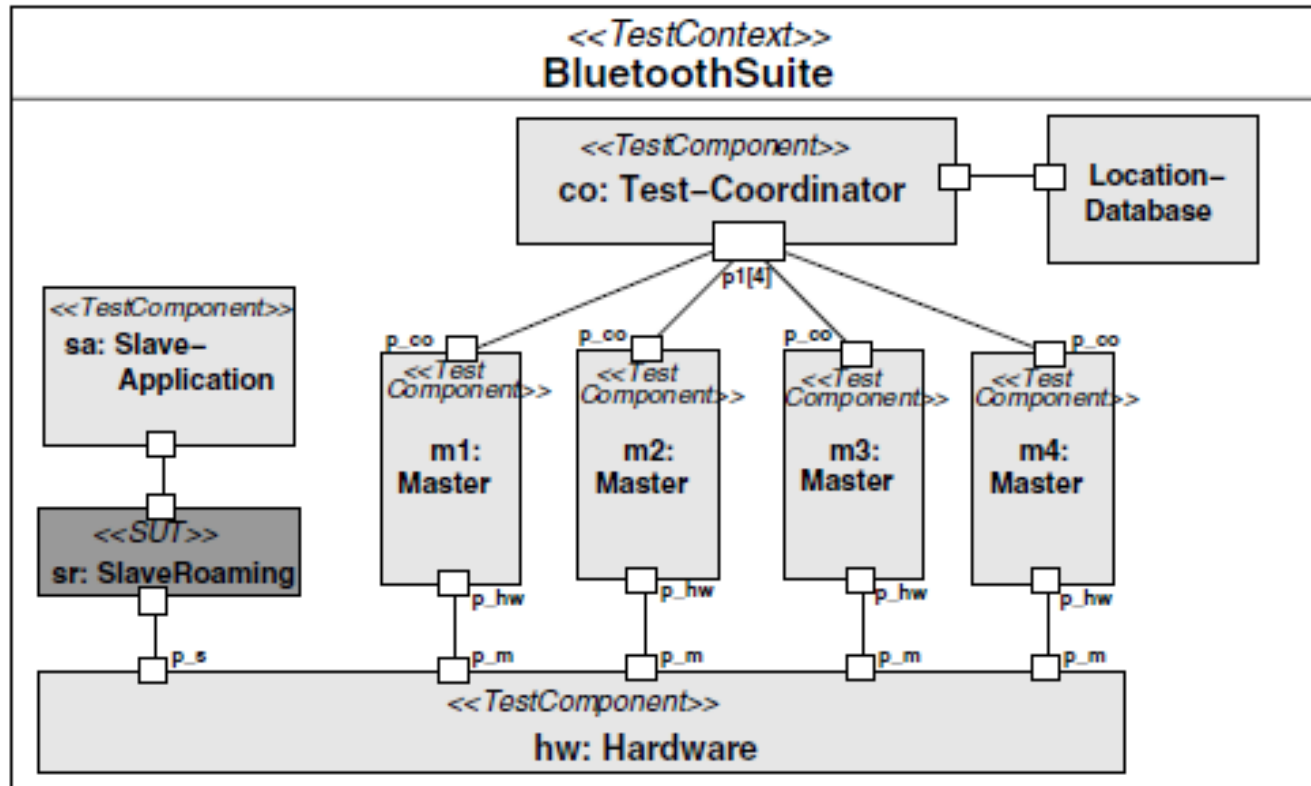 <<TestContext>>
BluetoothSuite
<<TestComponent>>
co: Test-Coordinator
Location-
Database
p1[4]
<<TestComponent>>
sa: Slave-
Application
p_co
p_co
p_co
p_co
<<Test
Component>>
m1:
Master
<<Test
Component>>
m2:
Master
<<Test
Component>>
m3:
Master
<<Test
Component>>
m4:
Master
<<SUT>>
sr: SlaveRoaming
p_hw
p_hw
p_hw
p_hw
p_s
p_m
p_m
p_m
p_m
<<TestComponent>>
hw: Hardware